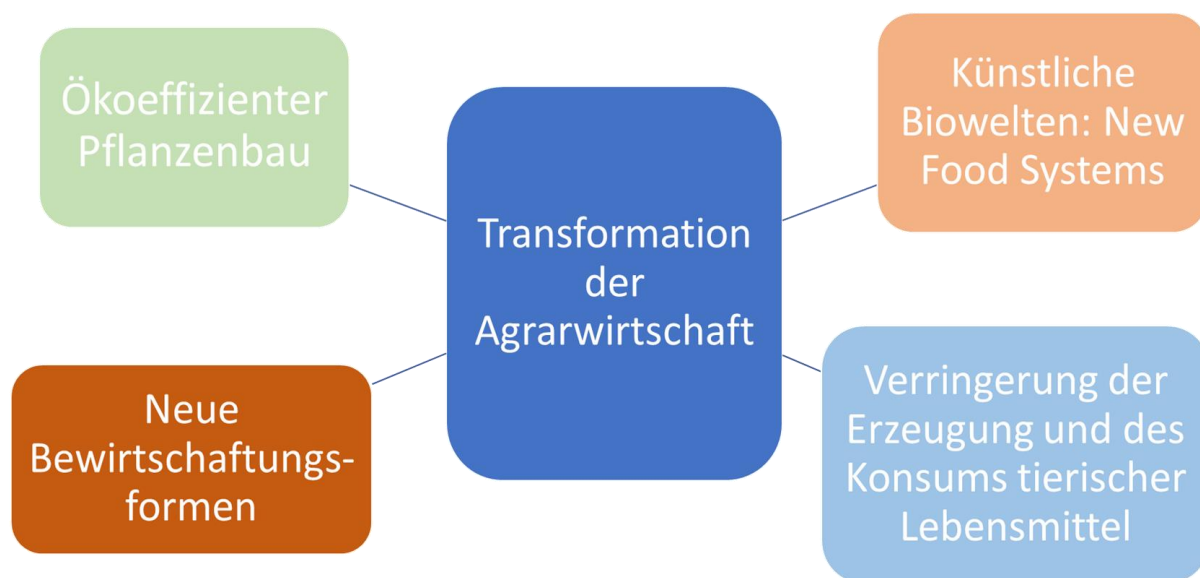 Ökoeffizienter
Pflanzenbau
Künstliche
Biowelten: New
Food Systems
Transformation
der
Agrarwirtschaft
Neue
Bewirtschaftungs-
formen
Verringerung der
Erzeugung und des
Konsums tierischer
Lebensmittel